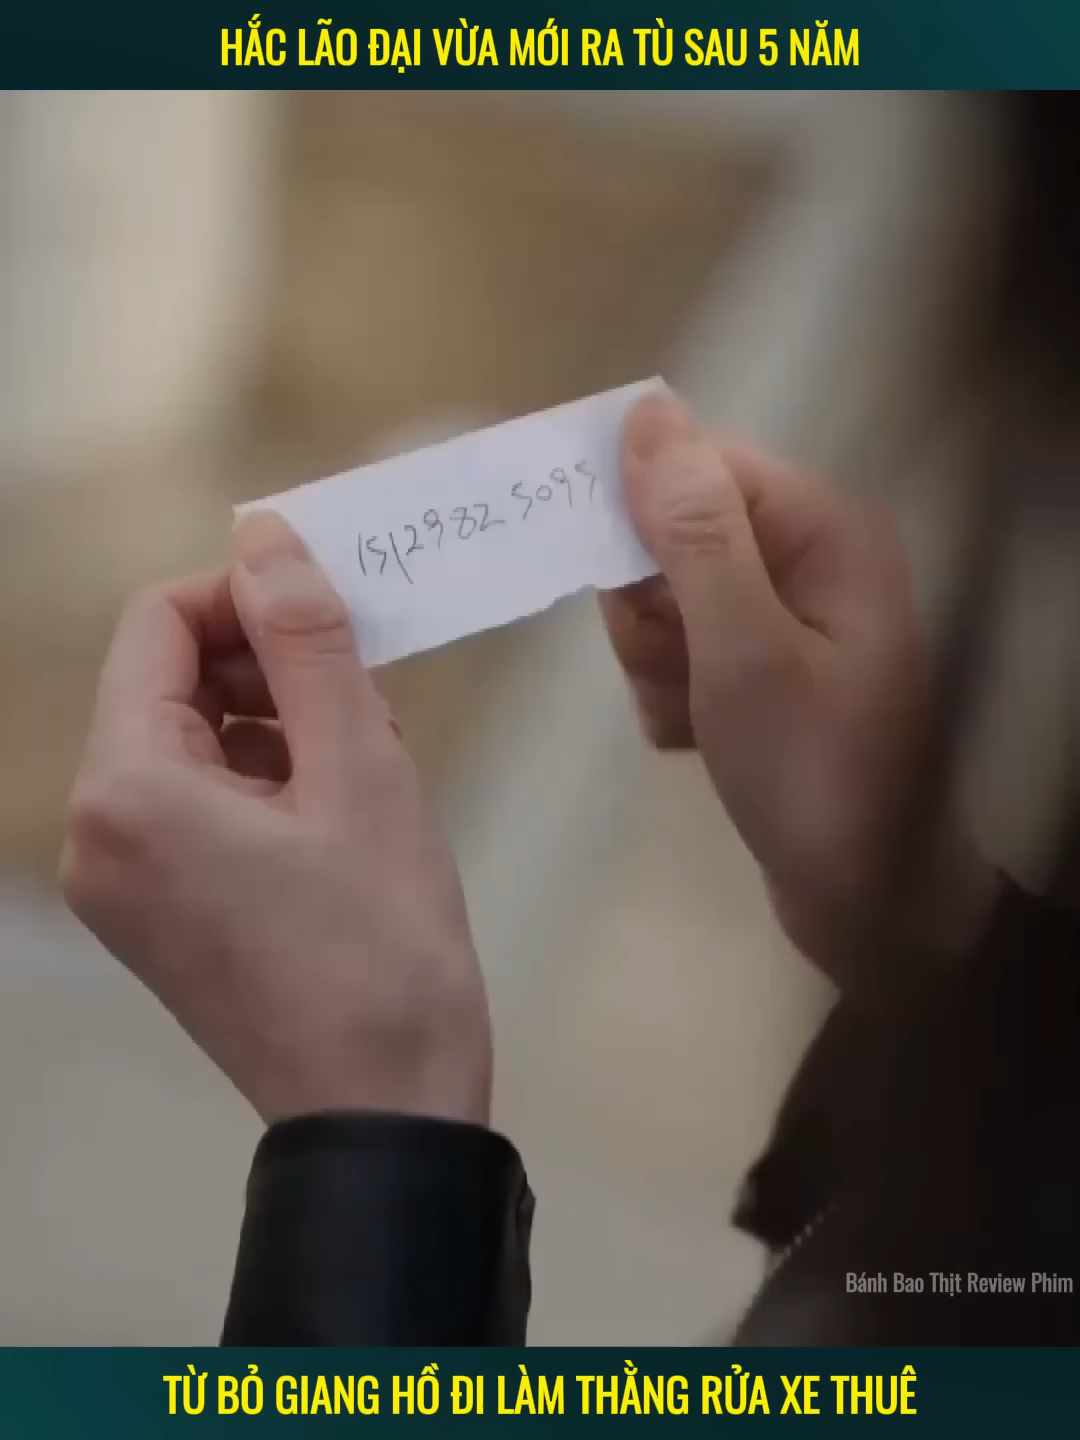 HẮC LÃO ĐẠI VỪA MỚI RA TÙ SAU 5 NĂM
15129825095
Bánh Bao Thịt Review Phim
TỪ BỎ GIANG HỒ ĐI LÀM THẰNG RỬA XE THUÊ